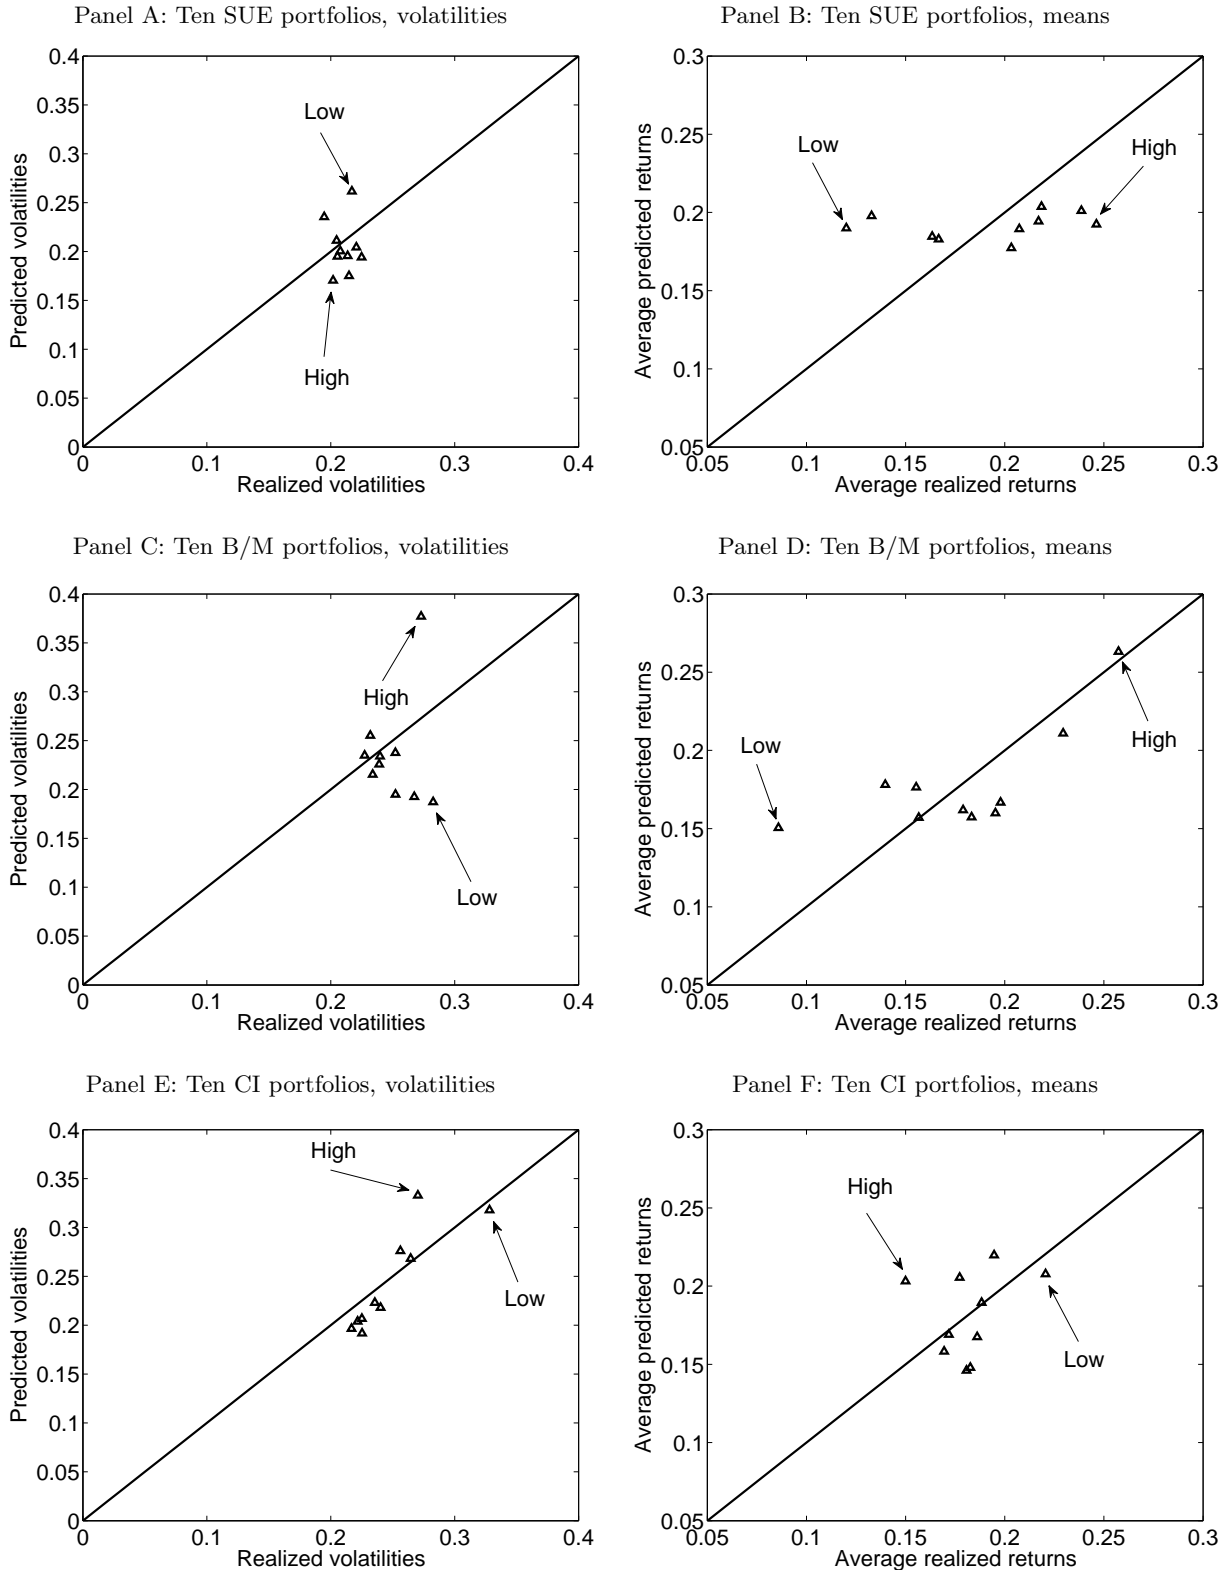 Panel A: Ten SUE portfolios, volatilities
0.4
0.35
0.3
0.25
0.2
0.15
0.1
0.05
0
Predicted volatilities
Low
High
0
0.1
0.2
0.3
0.4
Realized volatilities
Panel B: Ten SUE portfolios, means
0.3
0.25
0.2
0.15
0.1
0.05
Average predicted returns
Low
High
0.05
0.1
0.15
0.2
0.25
0.3
Average realized returns
Panel C: Ten B/M portfolios, volatilities
0.4
0.35
0.3
0.25
0.2
0.15
0.1
0.05
0
Predicted volatilities
High
Low
0
0.1
0.2
0.3
0.4
Realized volatilities
Panel D: Ten B/M portfolios, means
0.3
0.25
0.2
0.15
0.1
0.05
Average predicted returns
Low
High
0.05
0.1
0.15
0.2
0.25
0.3
Average realized returns
Panel E: Ten CI portfolios, volatilities
0.4
0.35
0.3
0.25
0.2
0.15
0.1
0.05
0
Predicted volatilities
High
Low
0
0.1
0.2
0.3
0.4
Realized volatilities
Panel F: Ten CI portfolios, means
0.3
0.25
0.2
0.15
0.1
0.05
Average predicted returns
High
Low
0.05
0.1
0.15
0.2
0.25
0.3
Average realized returns